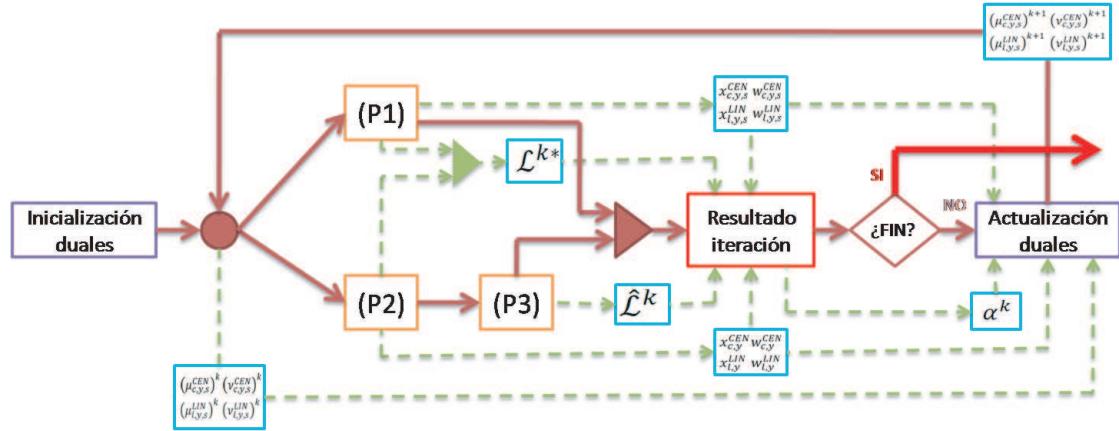 (μ_{c,y,s}^{CEN})^{k+1} (ν_{c,y,s}^{CEN})^{k+1}
(μ_{l,y,s}^{LIN})^{k+1} (ν_{l,y,s}^{LIN})^{k+1}
(P1)
x_{c,y,s}^{CEN} w_{c,y,s}^{CEN}
x_{l,y,s}^{LIN} w_{l,y,s}^{LIN}
ℒ^{k*}
SI
Inicialización
duales
Resultado
iteración
¿FIN?
NO
Actualización
duales
(P2)
(P3)
ℒ̂^k
α^k
x_{c,y}^{CEN} w_{c,y}^{CEN}
x_{l,y}^{LIN} w_{l,y}^{LIN}
(μ_{c,y,s}^{CEN})^k (ν_{c,y,s}^{CEN})^k
(μ_{l,y,s}^{LIN})^k (ν_{l,y,s}^{LIN})^k